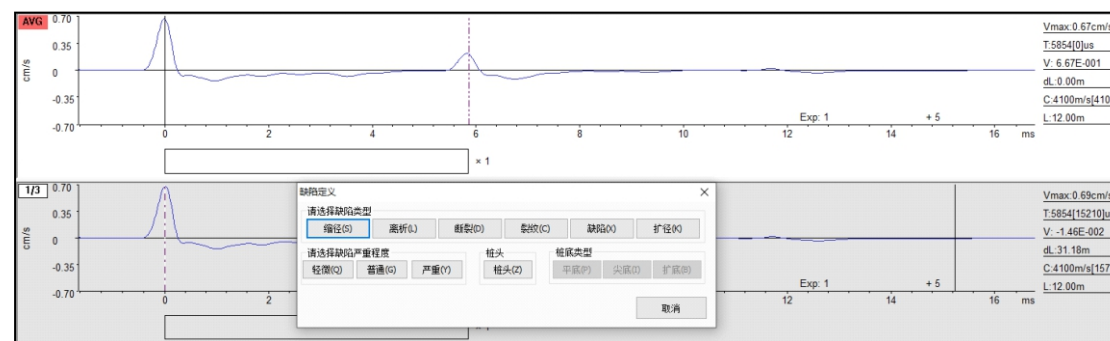 AVG
0.70
0.35
0
-0.35
-0.70
cm/s
0 2 4 6 8 10 12 14 16 ms
Exp: 1 + 5
× 1
Vmax:0.67cm/s
T:5854[0]us
V: 6.67E-001
dL:0.00m
C:4100m/s[410
L:12.00m
1/3
0.70
0.35
0
-0.35
-0.70
cm/s
0 2 12 14 16 ms
Exp: 1 + 5
Vmax:0.69cm/s
T:5854[15210]u
V: -1.46E-002
dL:31.18m
C:4100m/s[157
L:12.00m
缺陷定义
请选择缺陷类型
缩径(S) 离析(L) 断裂(D) 裂纹(C) 缺陷(X) 扩径(K)
请选择缺陷严重程度 桩头 桩底类型
轻微(Q) 普通(G) 严重(Y) 桩头(Z) 平底(P) 尖底(I) 扩底(B)
取消